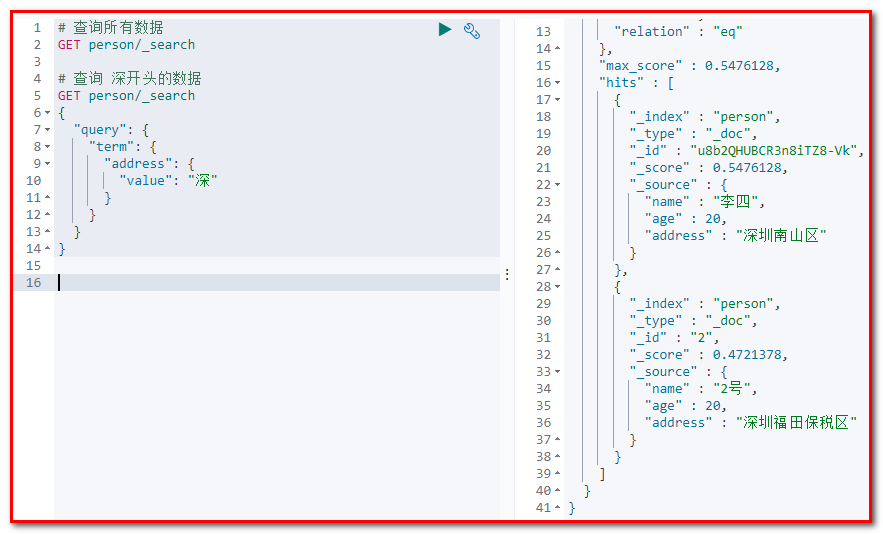 1 # 查询所有数据
2 GET person/_search
3
4 # 查询 深开头的数据
5 GET person/_search
6 {
7 "query": {
8 "term": {
9 "address": {
10 "value": "深"
11 }
12 }
13 }
14 }
15
16
13 "relation" : "eq"
14 },
15 "max_score" : 0.5476128,
16 "hits" : [
17 {
18 "_index" : "person",
19 "_type" : "_doc",
20 "_id" : "u8b2QHUBCR3n8iTZ8-Vk",
21 "_score" : 0.5476128,
22 "_source" : {
23 "name" : "李四",
24 "age" : 20,
25 "address" : "深圳南山区"
26 }
27 },
28 {
29 "_index" : "person",
30 "_type" : "_doc",
31 "_id" : "2",
32 "_score" : 0.4721378,
33 "_source" : {
34 "name" : "2号",
35 "age" : 20,
36 "address" : "深圳福田保税区"
37 }
38 }
39 ]
40 }
41 }